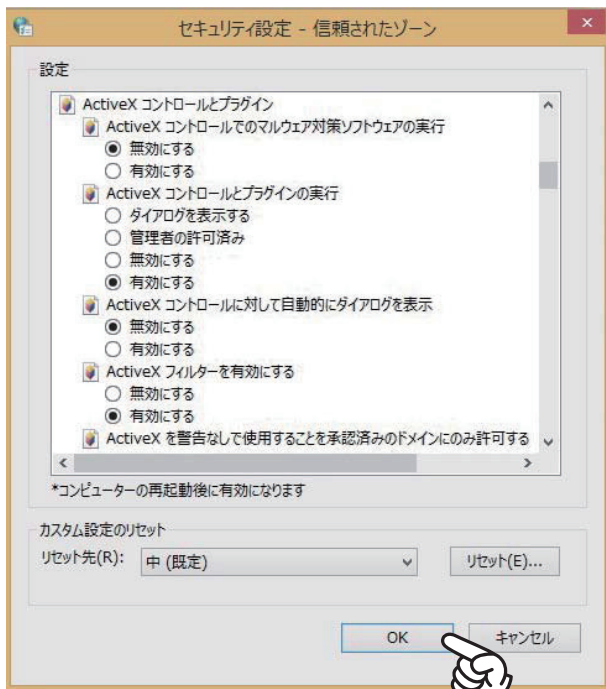 セキュリティ設定 - 信頼されたゾーン
設定
ActiveX コントロールとプラグイン
ActiveX コントロールでのマルウェア対策ソフトウェアの実行
無効にする
有効にする
ActiveX コントロールとプラグインの実行
ダイアログを表示する
管理者の許可済み
無効にする
有効にする
ActiveX コントロールに対して自動的にダイアログを表示
無効にする
有効にする
ActiveX フィルターを有効にする
無効にする
有効にする
ActiveX を警告なしで使用することを承認済みのドメインにのみ許可する
*コンピューターの再起動後に有効になります
カスタム設定のリセット
リセット先(R): 中 (既定) リセット(E)...
OK キャンセル